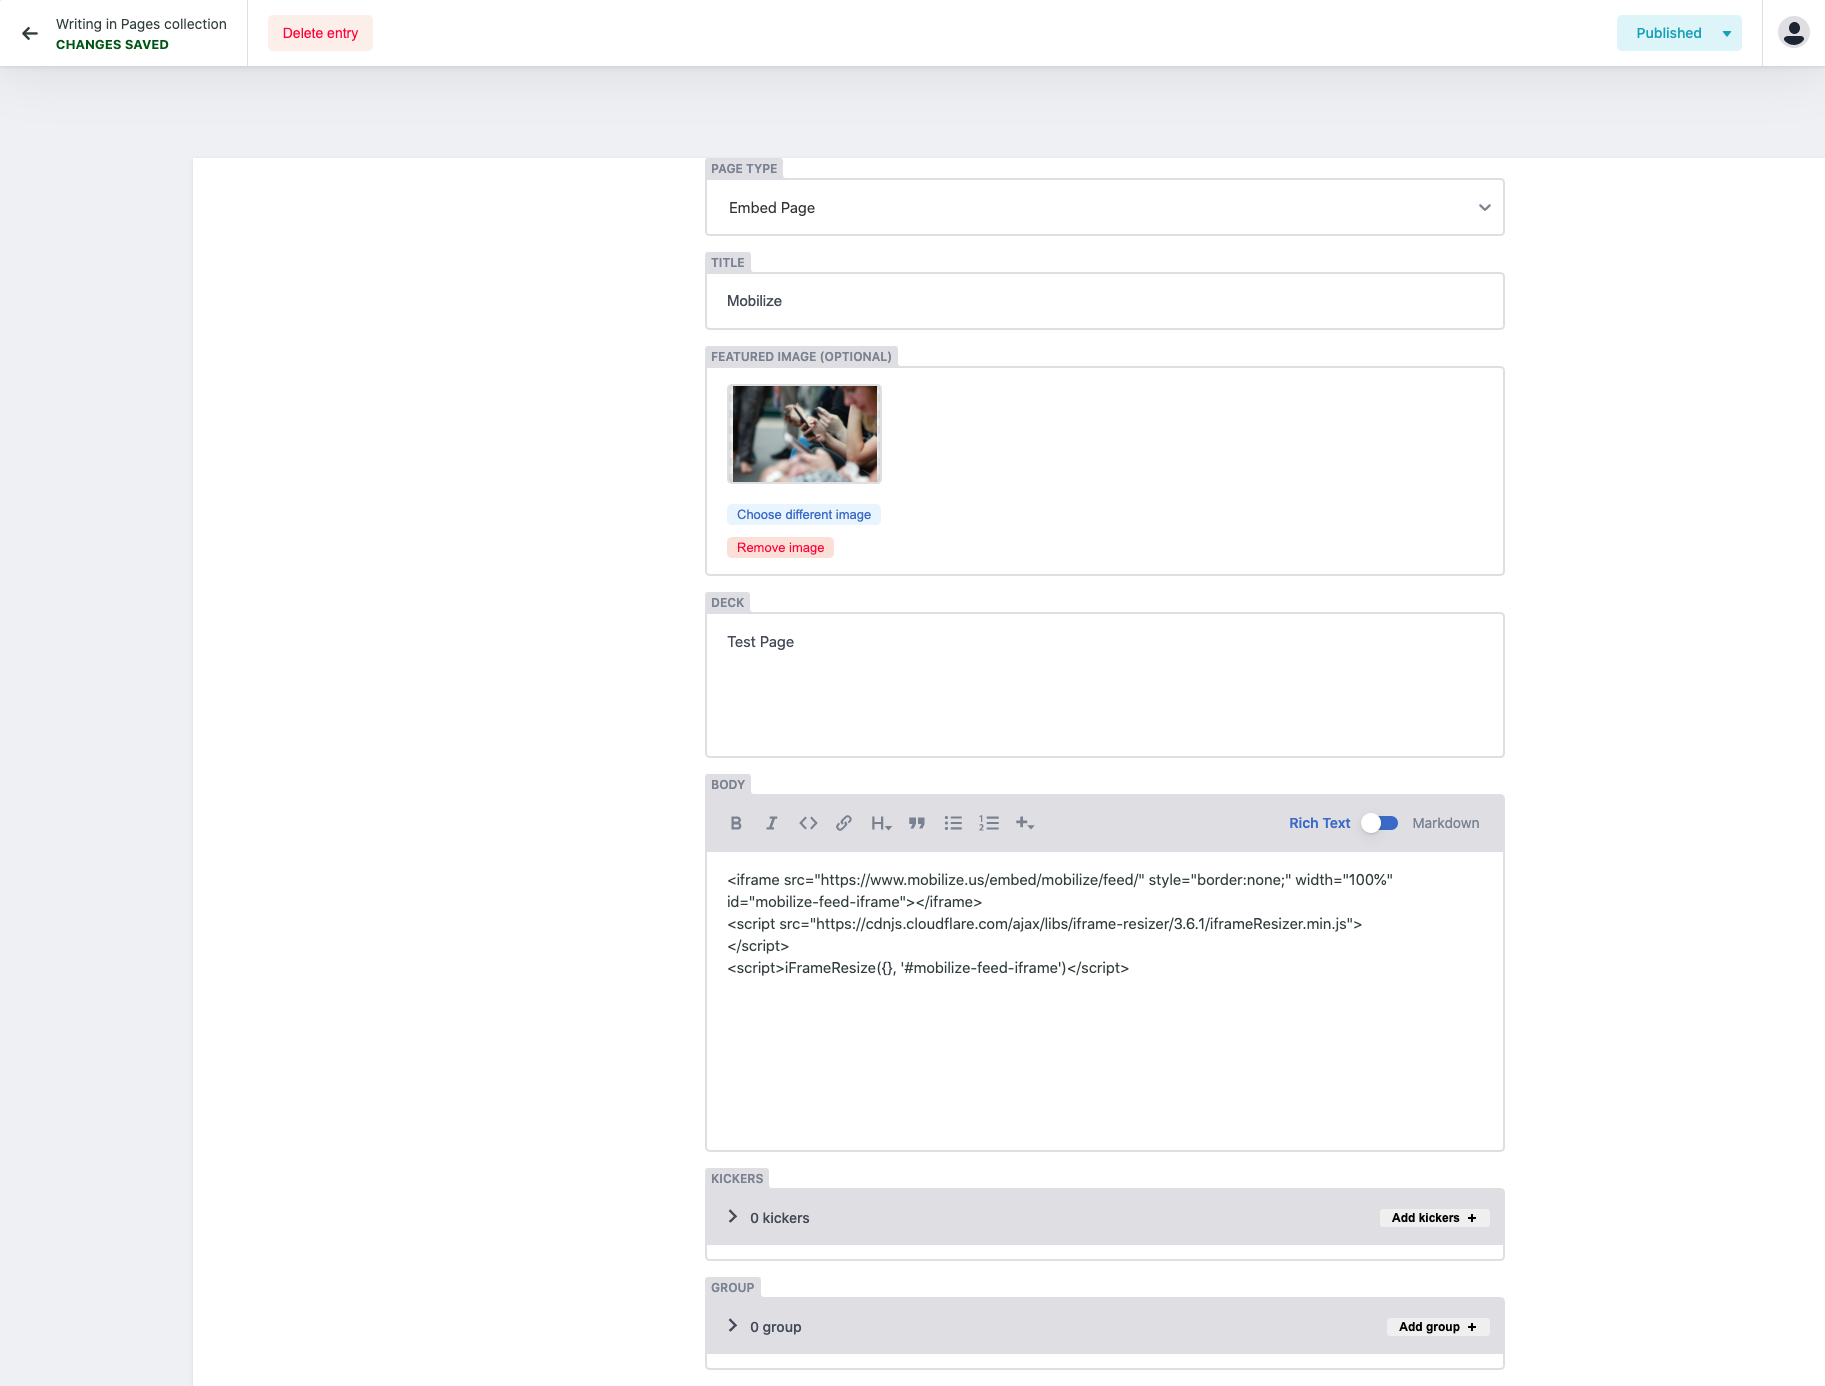 Writing in Pages collection
CHANGES SAVED
Delete entry
Published
PAGE TYPE
Embed Page
TITLE
Mobilize
FEATURED IMAGE (OPTIONAL)
Choose different image
Remove image
DECK
Test Page
BODY
Rich Text
Markdown
<iframe src="https://www.mobilize.us/embed/mobilize/feed/" style="border:none;" width="100%"
id="mobilize-feed-iframe"></iframe>
<script src="https://cdnjs.cloudflare.com/ajax/libs/iframe-resizer/3.6.1/iframeResizer.min.js">
</script>
<script>iFrameResize({}, '#mobilize-feed-iframe')</script>
KICKERS
0 kickers
Add kickers +
GROUP
0 group
Add group +